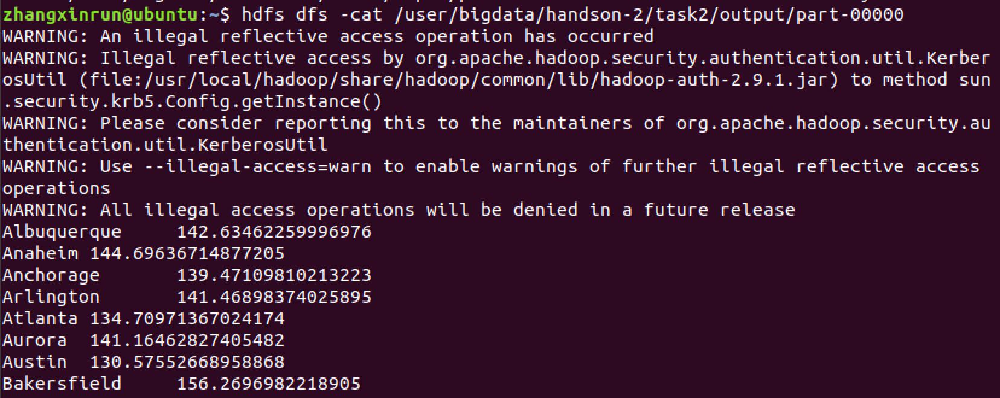 zhangxinrun@ubuntu:~$ hdfs dfs -cat /user/bigdata/handson-2/task2/output/part-00000
WARNING: An illegal reflective access operation has occurred
WARNING: Illegal reflective access by org.apache.hadoop.security.authentication.util.Kerber
osUtil (file:/usr/local/hadoop/share/hadoop/common/lib/hadoop-auth-2.9.1.jar) to method sun
.security.krb5.Config.getInstance()
WARNING: Please consider reporting this to the maintainers of org.apache.hadoop.security.au
thentication.util.KerberosUtil
WARNING: Use --illegal-access=warn to enable warnings of further illegal reflective access
operations
WARNING: All illegal access operations will be denied in a future release
Albuquerque     142.63462259996976
Anaheim 144.69636714877205
Anchorage       139.47109810213223
Arlington       141.46898374025895
Atlanta 134.70971367024174
Aurora  141.16462827405482
Austin  130.57552668958868
Bakersfield     156.2696982218905